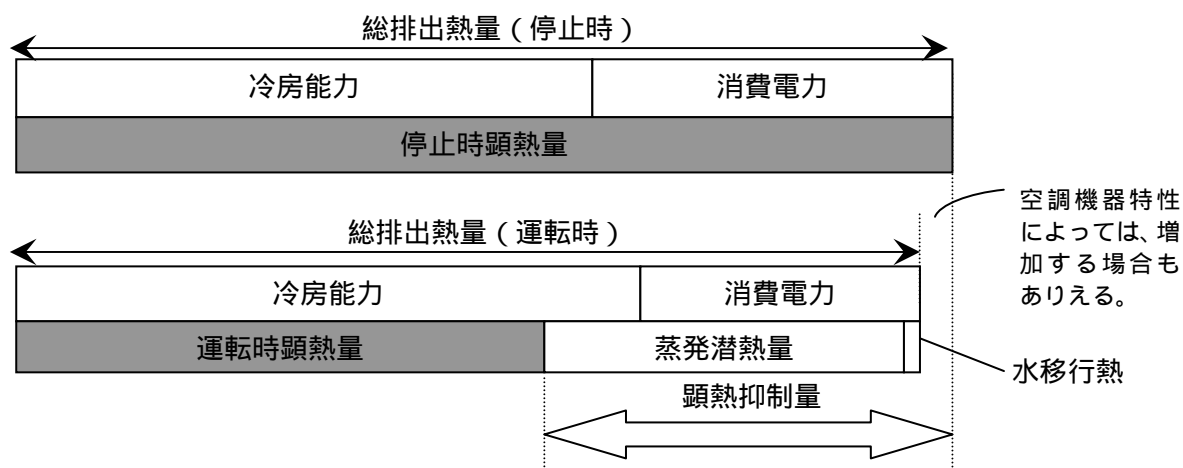 総排出熱量（停止時）
冷房能力
消費電力
停止時顕熱量
空調機器特性
によっては、増
加する場合も
ありえる。
総排出熱量（運転時）
冷房能力
消費電力
運転時顕熱量
蒸発潜熱量
水移行熱
顕熱抑制量